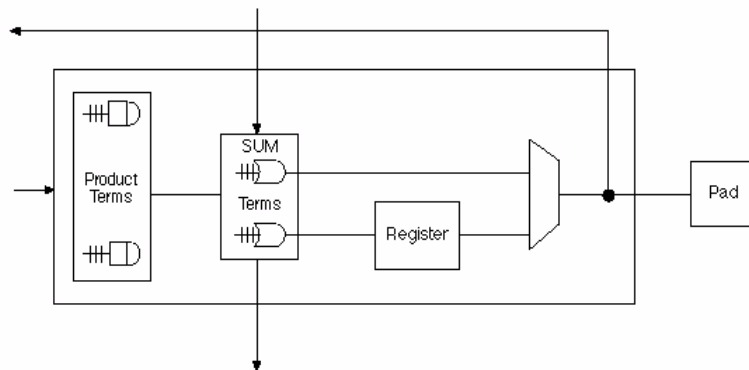 SUM
Product
Terms
Terms
Register
Pad